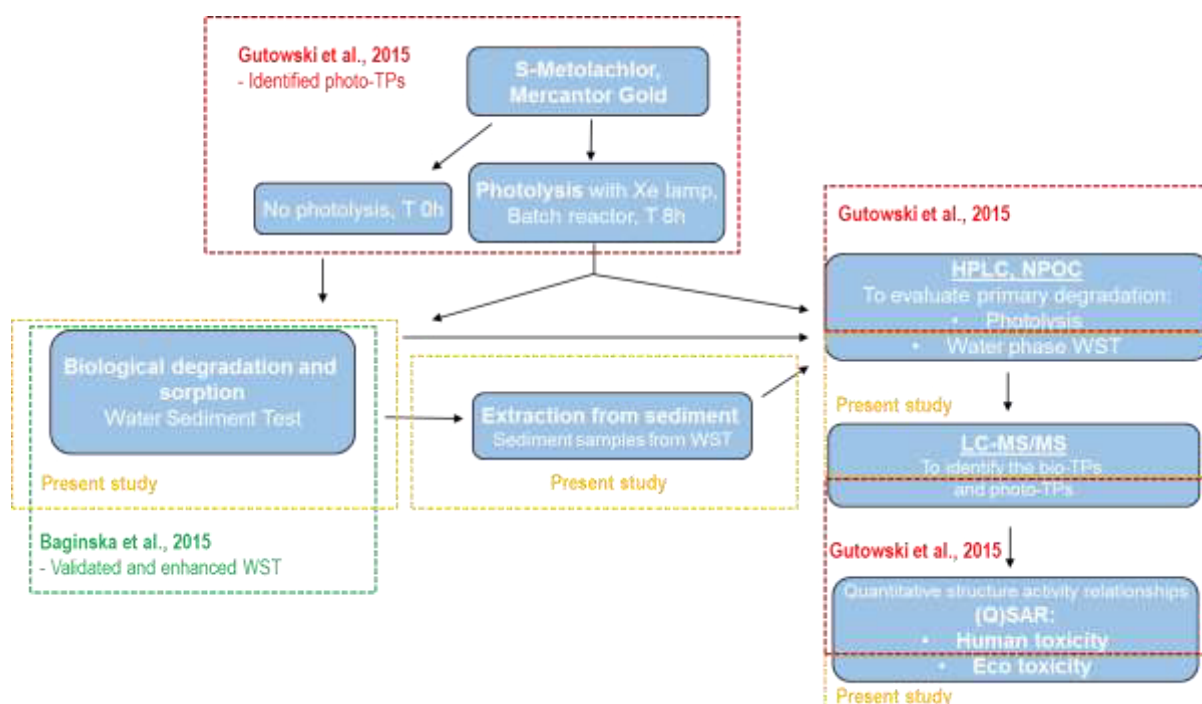 Gutowski et al., 2015
- Identified photo-TPs
S-Metolachlor,
Mercantor Gold
No photolysis, T 0h
Photolysis with Xe lamp,
Batch reactor, T 8h
Biological degradation and
sorption
Water Sediment Test
Present study
Baginska et al., 2015
- Validated and enhanced WST
Extraction from sediment
Sediment samples from WST
Present study
Gutowski et al., 2015
HPLC, NPOC
To evaluate primary degradation:
• Photolysis
• Water phase WST
Present study
LC-MS/MS
To identify the bio-TPs
and photo-TPs
Gutowski et al., 2015
Quantitative structure activity relationships
(Q)SAR:
• Human toxicity
• Eco toxicity
Present study